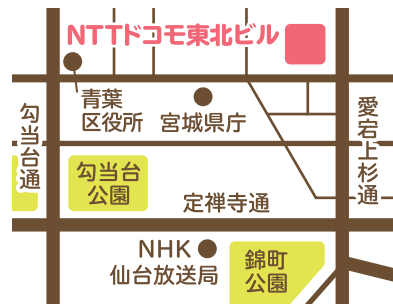 NTTドコモ東北ビル
青葉
区役所
宮城県庁
勾当台通
愛宕上杉通
勾当台
公園
定禅寺通
NHK
仙台放送局
錦町
公園